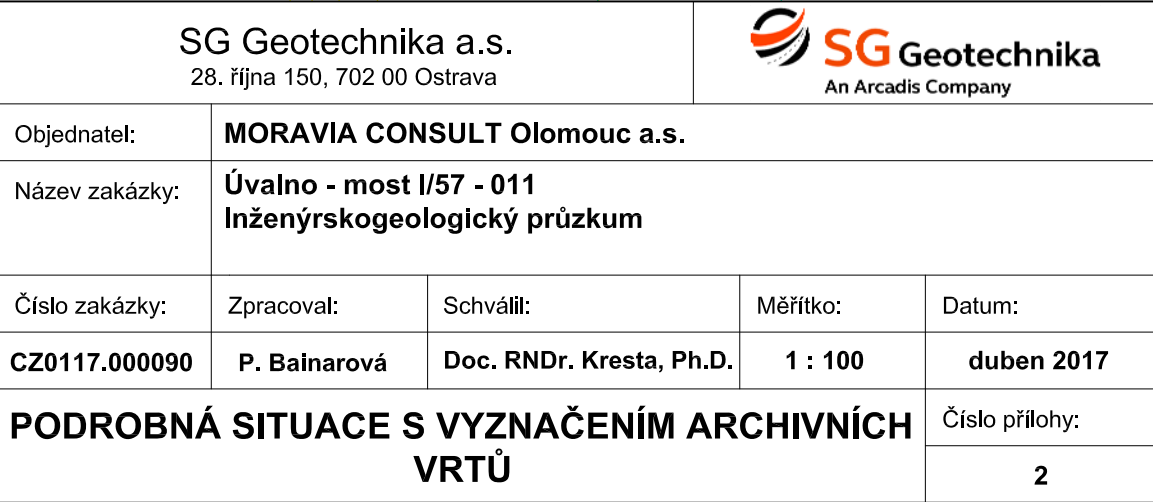 SG Geotechnika a.s.
28. října 150, 702 00 Ostrava
SG Geotechnika
An Arcadis Company
Objednatel:
MORAVIA CONSULT Olomouc a.s.
Název zakázky:
Úvalno - most I/57 - 011
Inženýrskogeologický průzkum
Číslo zakázky:
Zpracoval:
Schválil:
Měřítko:
Datum:
CZ0117.000090
P. Bainarová
Doc. RNDr. Kresta, Ph.D.
1 : 100
duben 2017
PODROBNÁ SITUACE S VYZNAČENÍM ARCHIVNÍCH
VRTŮ
Číslo přílohy:
2